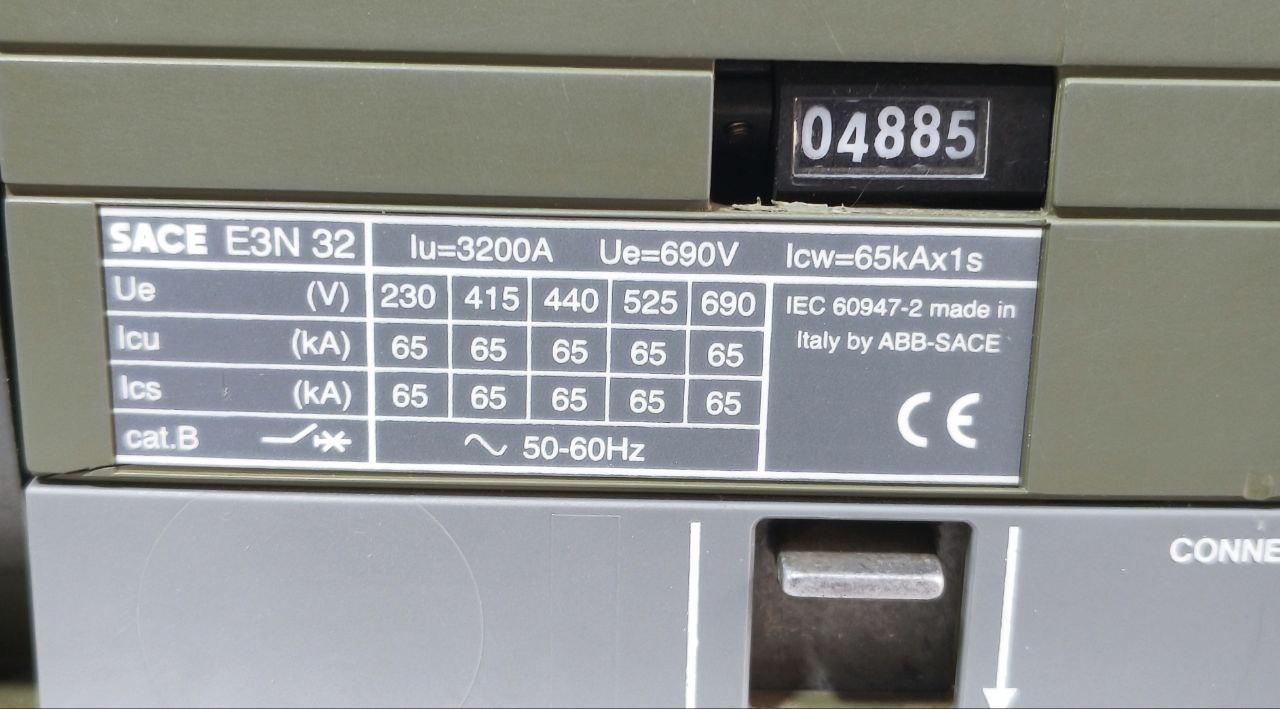 04885
SACE E3N 32 Iu=3200A Ue=690V Icw=65kAx1s
Ue (V) 230 415 440 525 690
IEC 60947-2 made in
Italy by ABB-SACE
Icu (kA) 65 65 65 65 65
Ics (kA) 65 65 65 65 65
CE
cat.B 50-60Hz
CONNE